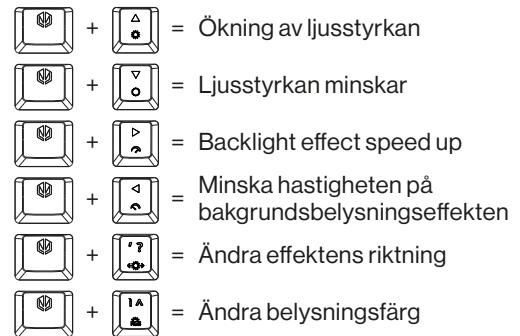 + = Ökning av ljusstyrkan
+ = Ljusstyrkan minskar
+ = Backlight effect speed up
+ = Minska hastigheten på
bakgrundsbelysningseffekten
+ ' ? = Ändra effektens riktning
+ \ ^ = Ändra belysningsfärg